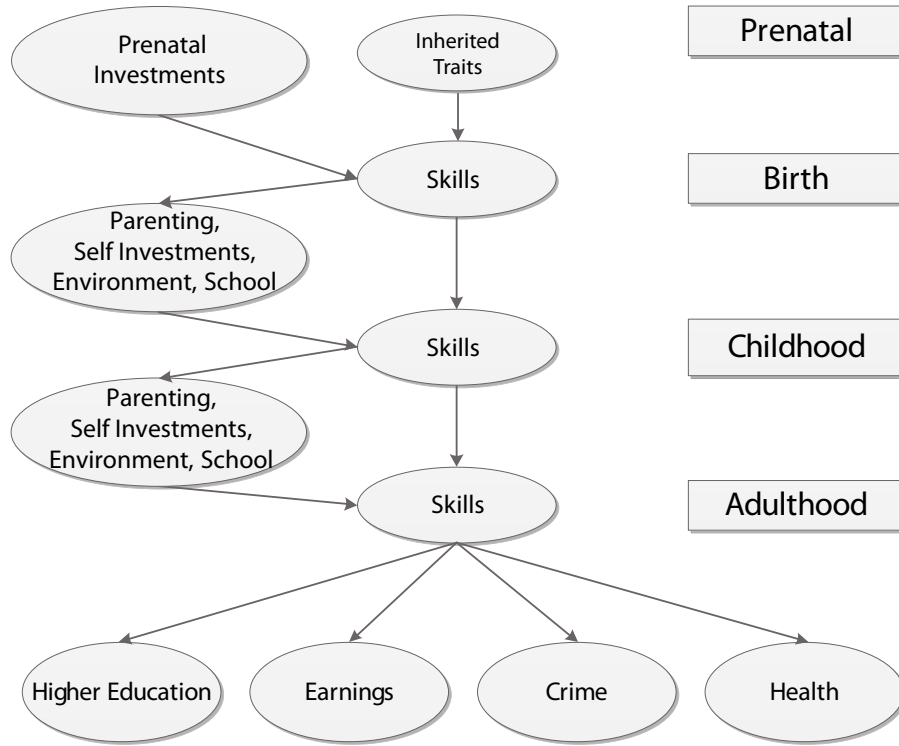 Prenatal
Investments
Inherited
Traits
Prenatal
Skills
Birth
Parenting,
Self Investments,
Environment, School
Skills
Childhood
Parenting,
Self Investments,
Environment, School
Skills
Adulthood
Higher Education
Earnings
Crime
Health